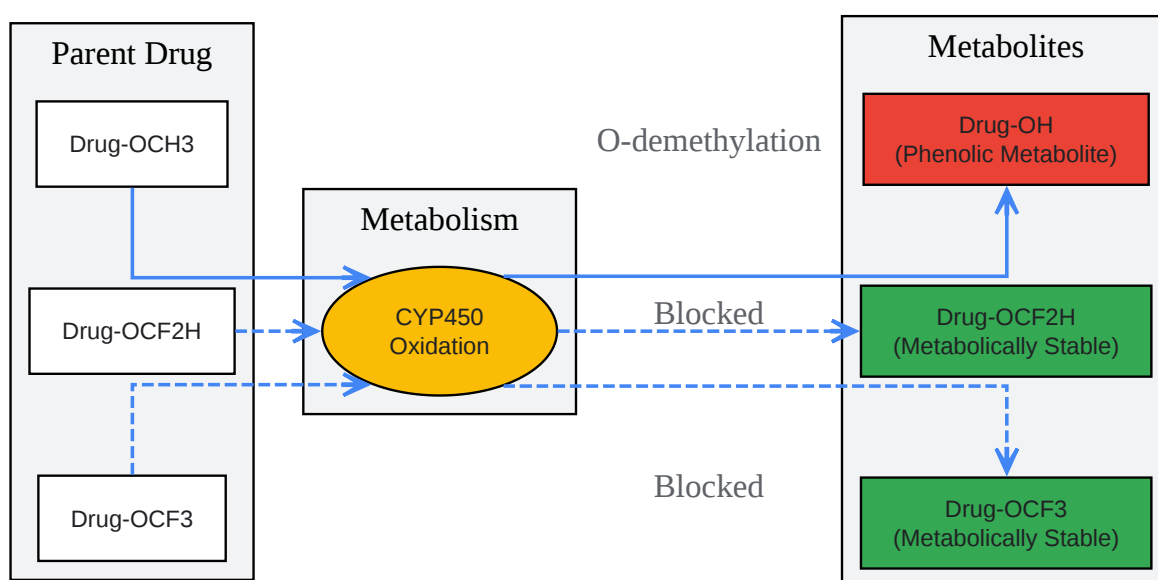 Parent Drug
Drug-OCH3
Drug-OCF2H
Drug-OCF3
Metabolism
CYP450
Oxidation
O-demethylation
Blocked
Blocked
Metabolites
Drug-OH
(Phenolic Metabolite)
Drug-OCF2H
(Metabolically Stable)
Drug-OCF3
(Metabolically Stable)